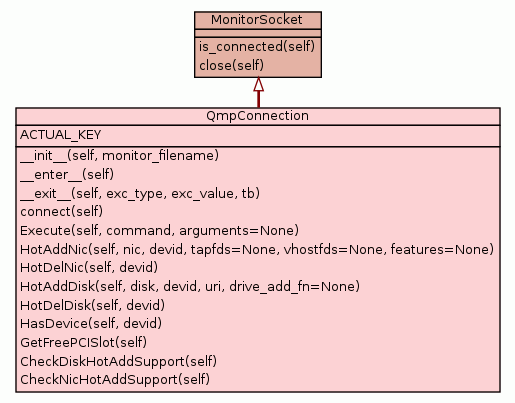 MonitorSocket
is_connected(self)
close(self)
QmpConnection
ACTUAL_KEY
__init__(self, monitor_filename)
__enter__(self)
__exit__(self, exc_type, exc_value, tb)
connect(self)
Execute(self, command, arguments=None)
HotAddNic(self, nic, devid, tapfds=None, vhostfds=None, features=None)
HotDelNic(self, devid)
HotAddDisk(self, disk, devid, uri, drive_add_fn=None)
HotDelDisk(self, devid)
HasDevice(self, devid)
GetFreePCISlot(self)
CheckDiskHotAddSupport(self)
CheckNicHotAddSupport(self)